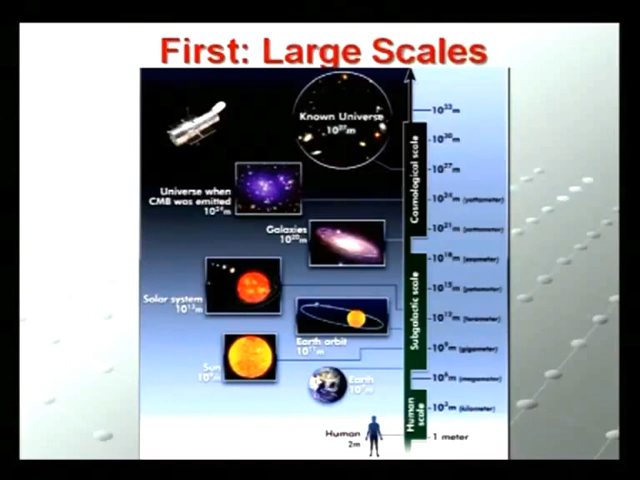 First: Large Scales
Known Universe
Universe when
CMB was emitted
10²⁴m
Galaxies
10²⁰m
Solar system
10¹³m
Earth orbit
10¹¹m
Sun
10⁹m
Earth
10⁷m
Human
2m
Cosmological scale
Subgalactic scale
Human scale
10³³m
10³⁰m
10²⁷m
10²⁴m (yottameter)
10²¹m (zettameter)
10¹⁸m (exameter)
10¹⁵m (petameter)
10¹²m (terameter)
10⁹m (gigameter)
10⁶m (megameter)
10³m (kilometer)
1 meter